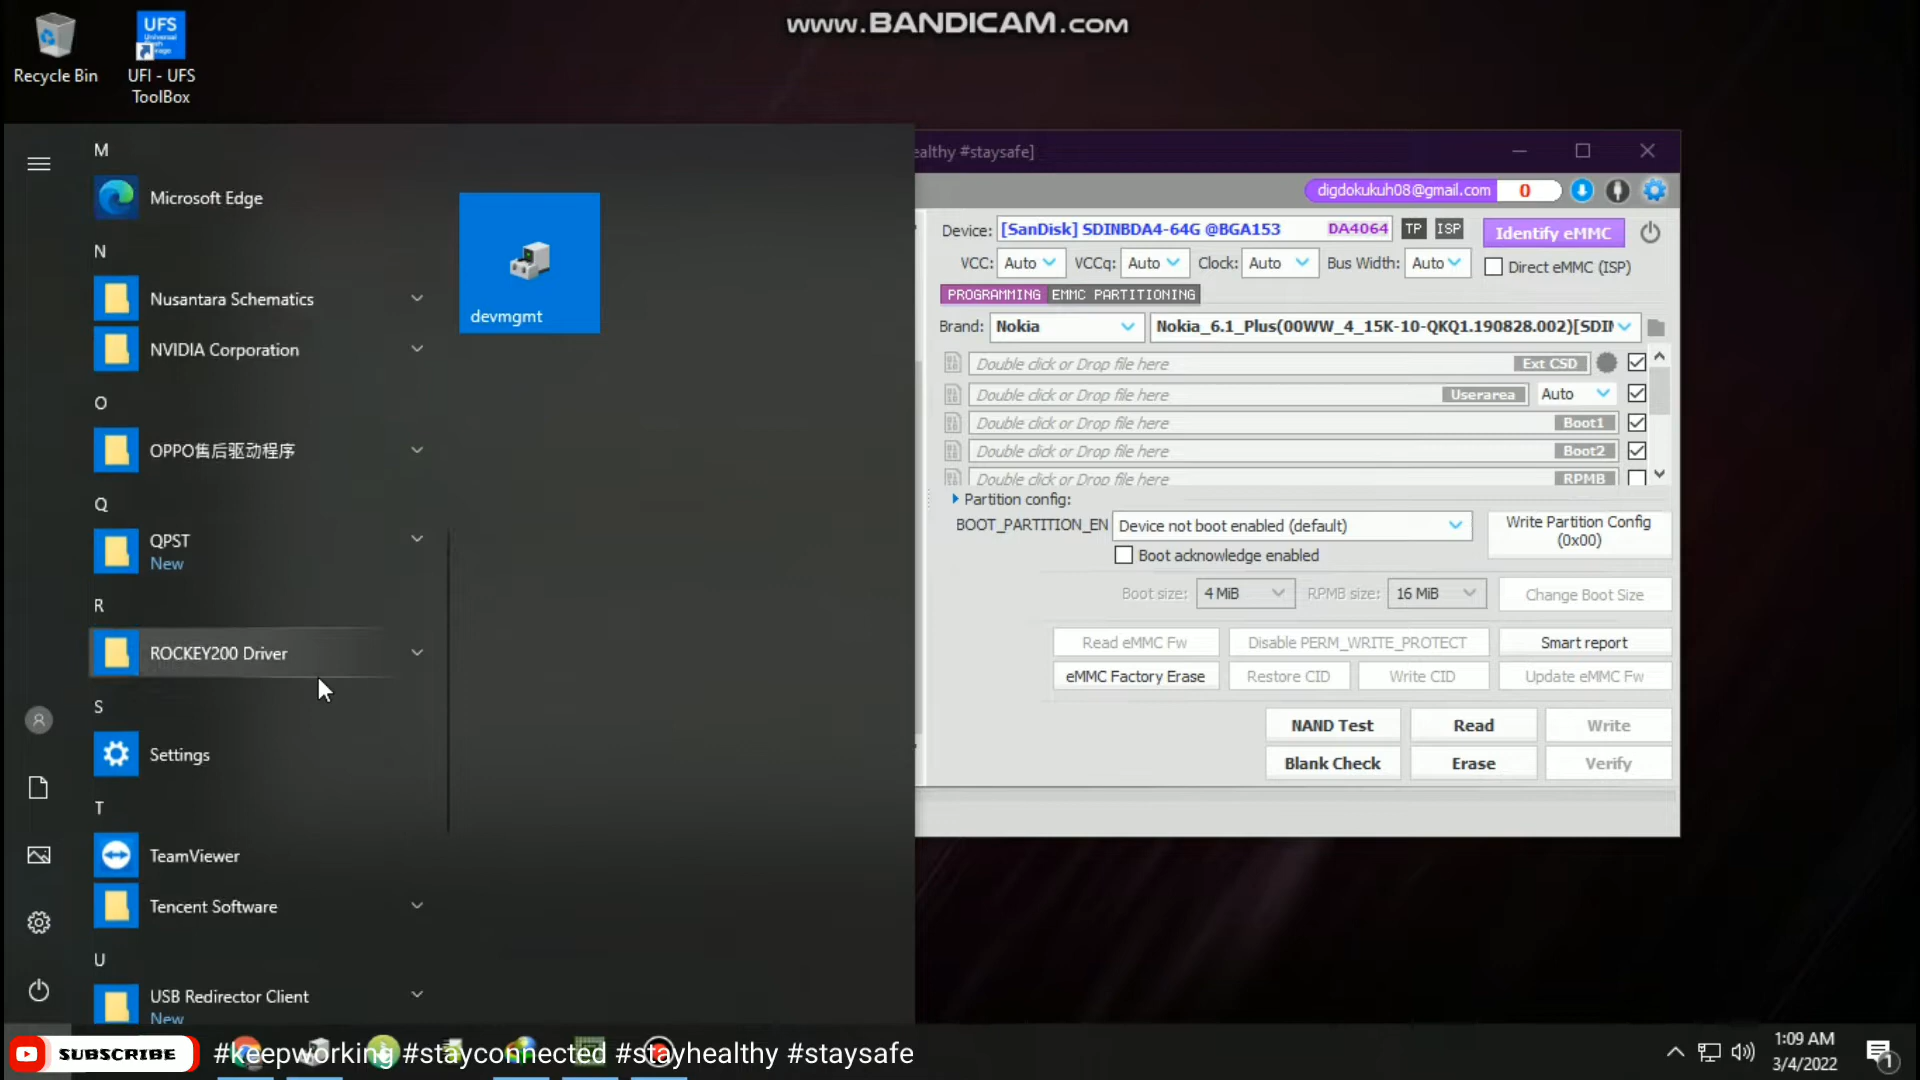 www.BANDICAM.com
Recycle Bin
UFS
UFI - UFS
ToolBox
M
Microsoft Edge
N
Nusantara Schematics
NVIDIA Corporation
O
OPPO售后驱动程序
Q
QPST
New
R
ROCKEY200 Driver
S
Settings
T
TeamViewer
Tencent Software
U
USB Redirector Client
New
devmgmt
ealthy #staysafe]
digdokukuh08@gmail.com 0
Device: [SanDisk] SDINBDA4-64G @BGA153 DA4064 TP ISP Identify eMMC
VCC: Auto VCCq: Auto Clock: Auto Bus Width: Auto Direct eMMC (ISP)
PROGRAMMING EMMC PARTITIONING
Brand: Nokia Nokia_6.1_Plus(00WW_4_15K-10-QKQ1.190828.002)[SDI
Double click or Drop file here Ext CSD
Double click or Drop file here Userarea Auto
Double click or Drop file here Boot1
Double click or Drop file here Boot2
Double click or Drop file here RPMB
Partition config:
BOOT_PARTITION_EN Device not boot enabled (default) Write Partition Config
(0x00)
Boot acknowledge enabled
Boot size: 4 MiB RPMB size: 16 MiB Change Boot Size
Read eMMC Fw Disable PERM_WRITE_PROTECT Smart report
eMMC Factory Erase Restore CID Write CID Update eMMC Fw
NAND Test Read Write
Blank Check Erase Verify
SUBSCRIBE #keepworking #stayconnected #stayhealthy #staysafe
1:09 AM
3/4/2022
1